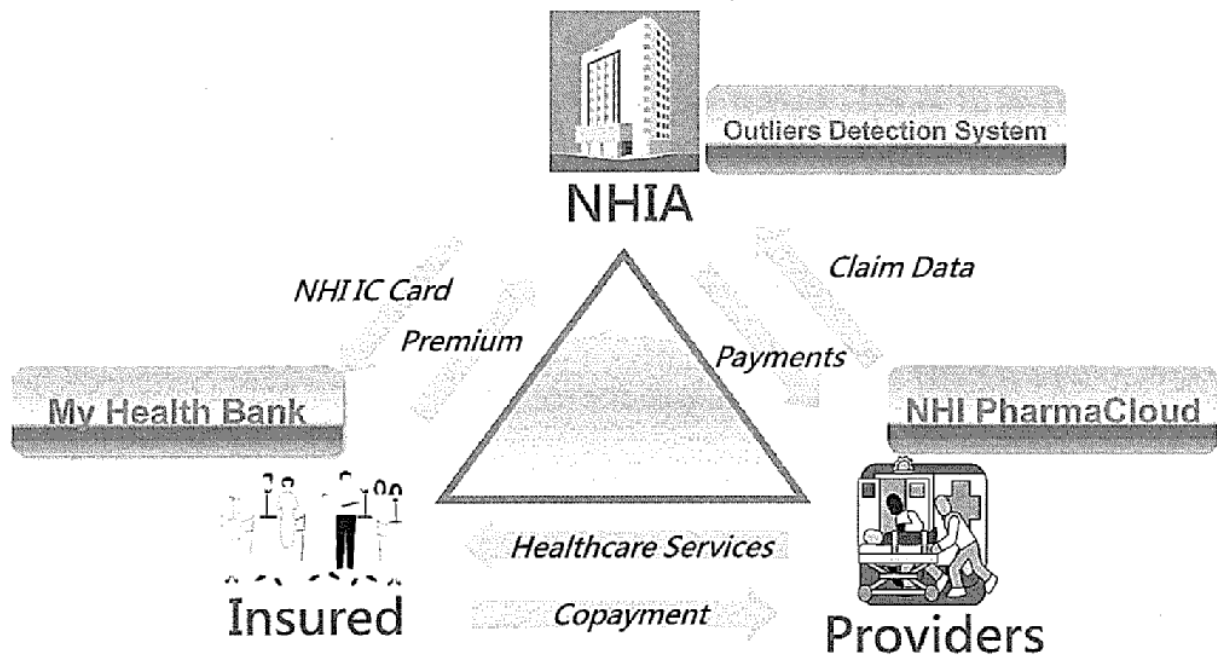 Outliers Detection System
NHIA
NHI IC Card
Claim Data
Premium
Payments
My Health Bank
NHI PharmaCloud
Healthcare Services
Insured
Copayment
Providers